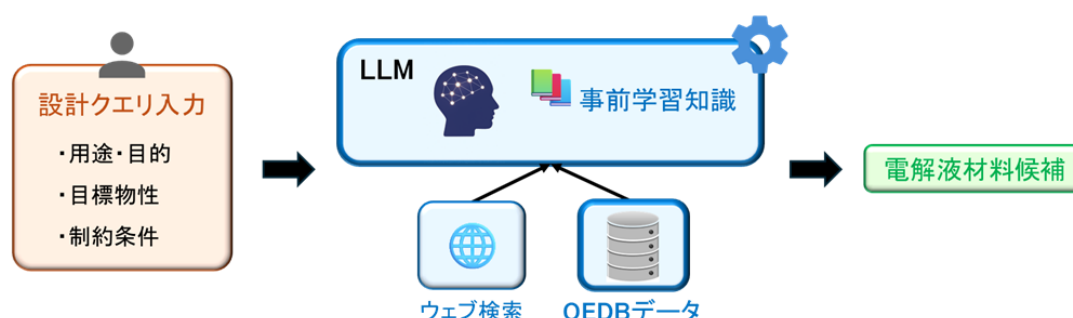 設計クエリ入力
・用途・目的
・目標物性
・制約条件
LLM
事前学習知識
電解液材料候補
ウェブ検索
OEDBデータ